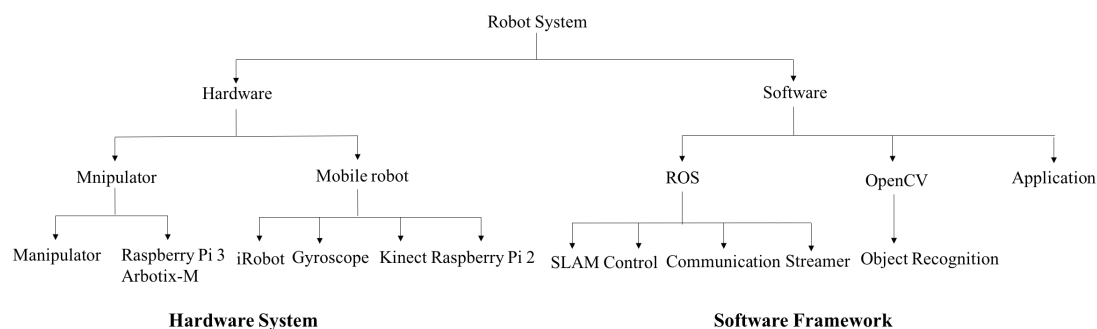 Robot System
Hardware
Software
Mnipulator
Mobile robot
ROS
OpenCV
Application
Manipulator
Raspberry Pi 3
Arbotix-M
iRobot
Gyroscope
Kinect
Raspberry Pi 2
SLAM
Control
Communication
Streamer
Object Recognition
Hardware System
Software Framework